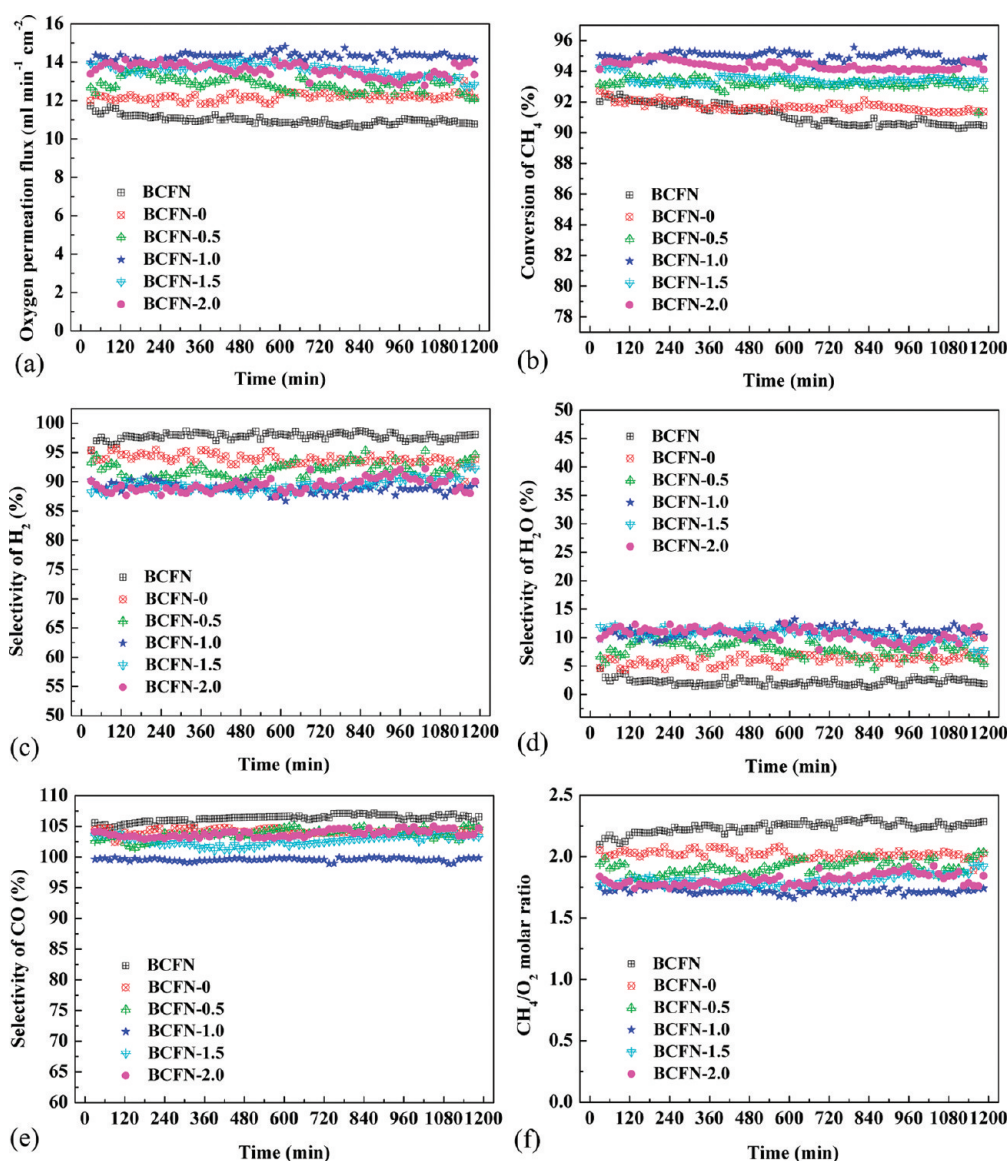 16
14
12
10
8
6
4
2
0
Oxygen permeation flux (ml min⁻¹ cm⁻²)
BCFN
BCFN-0
BCFN-0.5
BCFN-1.0
BCFN-1.5
BCFN-2.0
0 120 240 360 480 600 720 840 960 1080 1200
Time (min)
(a)
96
94
92
90
88
86
84
82
80
78
Conversion of CH₄ (%)
BCFN
BCFN-0
BCFN-0.5
BCFN-1.0
BCFN-1.5
BCFN-2.0
0 120 240 360 480 600 720 840 960 1080 1200
Time (min)
(b)
100
95
90
85
80
75
70
65
60
55
50
Selectivity of H₂ (%)
BCFN
BCFN-0
BCFN-0.5
BCFN-1.0
BCFN-1.5
BCFN-2.0
0 120 240 360 480 600 720 840 960 1080 1200
Time (min)
(c)
50
45
40
35
30
25
20
15
10
5
0
Selectivity of H₂O (%)
BCFN
BCFN-0
BCFN-0.5
BCFN-1.0
BCFN-1.5
BCFN-2.0
0 120 240 360 480 600 720 840 960 1080 1200
Time (min)
(d)
110
105
100
95
90
85
80
75
70
65
60
Selectivity of CO (%)
BCFN
BCFN-0
BCFN-0.5
BCFN-1.0
BCFN-1.5
BCFN-2.0
0 120 240 360 480 600 720 840 960 1080 1200
Time (min)
(e)
2.5
2.0
1.5
1.0
0.5
0.0
CH₄/O₂ molar ratio
BCFN
BCFN-0
BCFN-0.5
BCFN-1.0
BCFN-1.5
BCFN-2.0
0 120 240 360 480 600 720 840 960 1080 1200
Time (min)
(f)